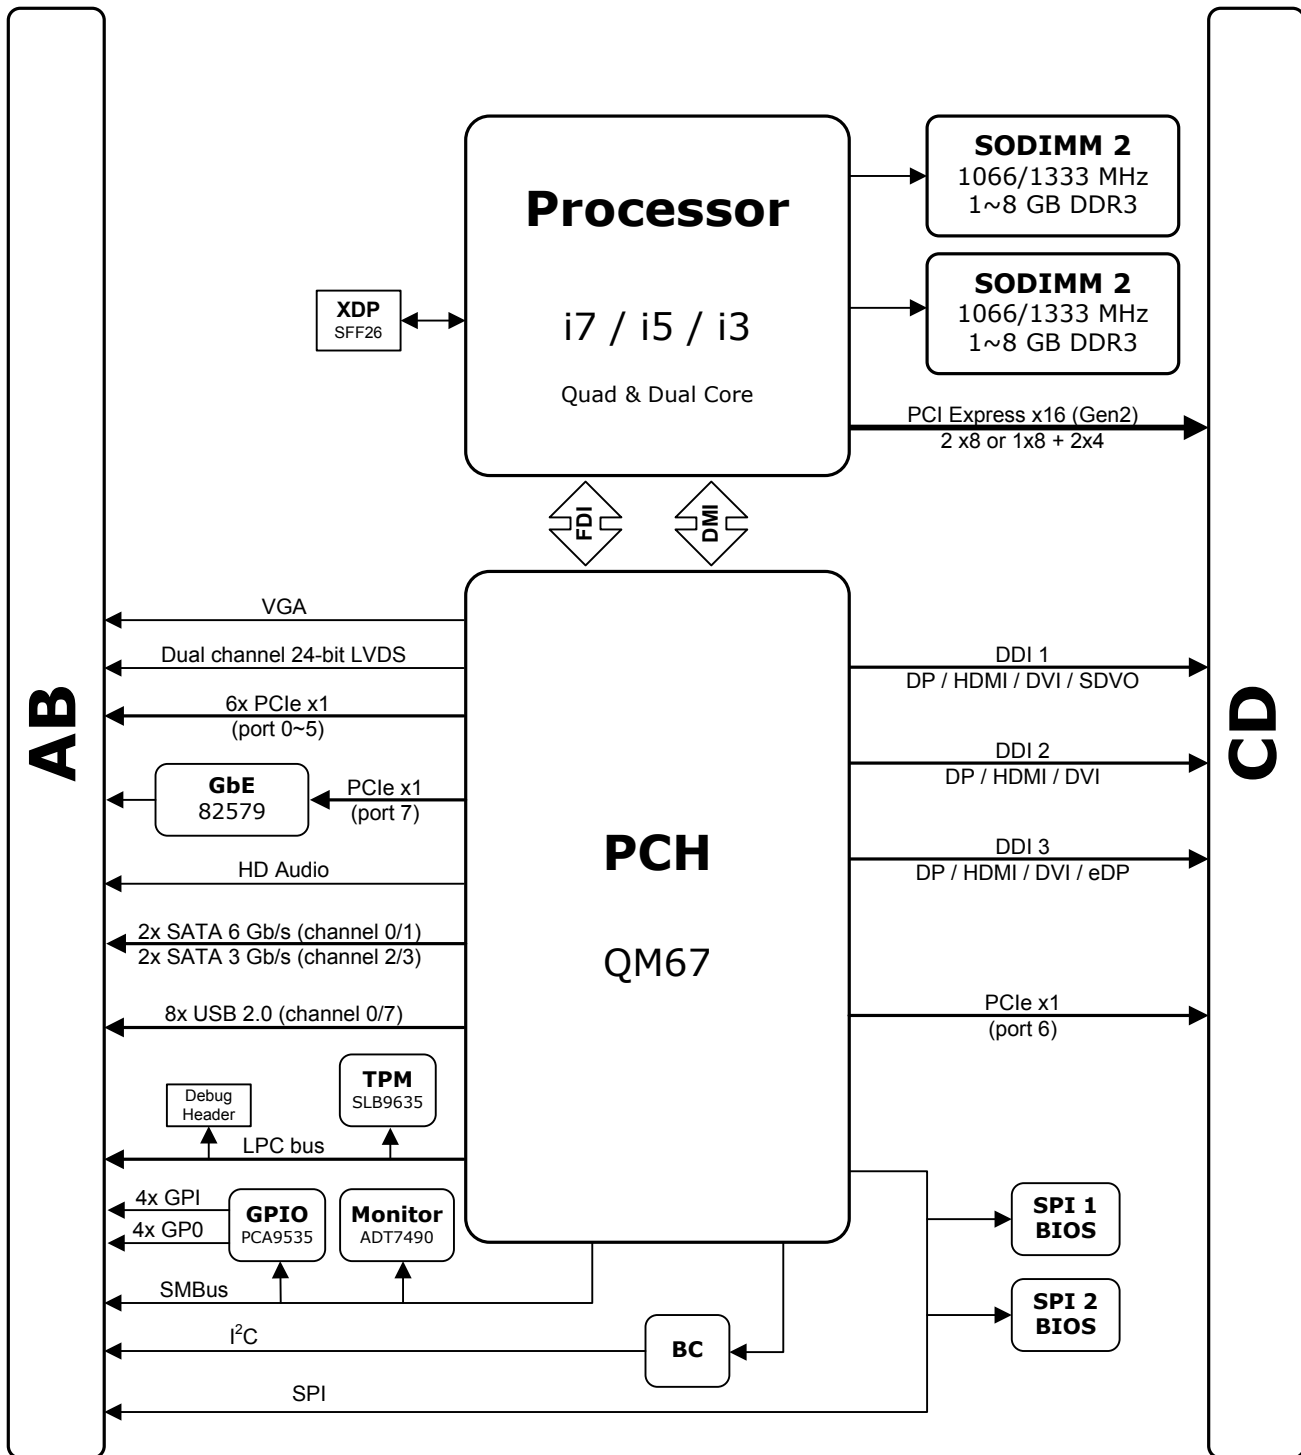 Processor
i7 / i5 / i3
Quad & Dual Core
SODIMM 2
1066/1333 MHz
1~8 GB DDR3
SODIMM 2
1066/1333 MHz
1~8 GB DDR3
XDP
SFF26
PCI Express x16 (Gen2)
2 x8 or 1x8 + 2x4
FDI
DMI
AB
CD
VGA
Dual channel 24-bit LVDS
6x PCIe x1
(port 0~5)
GbE
82579
PCIe x1
(port 7)
HD Audio
2x SATA 6 Gb/s (channel 0/1)
2x SATA 3 Gb/s (channel 2/3)
8x USB 2.0 (channel 0/7)
PCH
QM67
DDI 1
DP / HDMI / DVI / SDVO
DDI 2
DP / HDMI / DVI
DDI 3
DP / HDMI / DVI / eDP
PCIe x1
(port 6)
Debug
Header
TPM
SLB9635
LPC bus
4x GPI
4x GP0
GPIO
PCA9535
Monitor
ADT7490
SMBus
I²C
BC
SPI
SPI 1
BIOS
SPI 2
BIOS